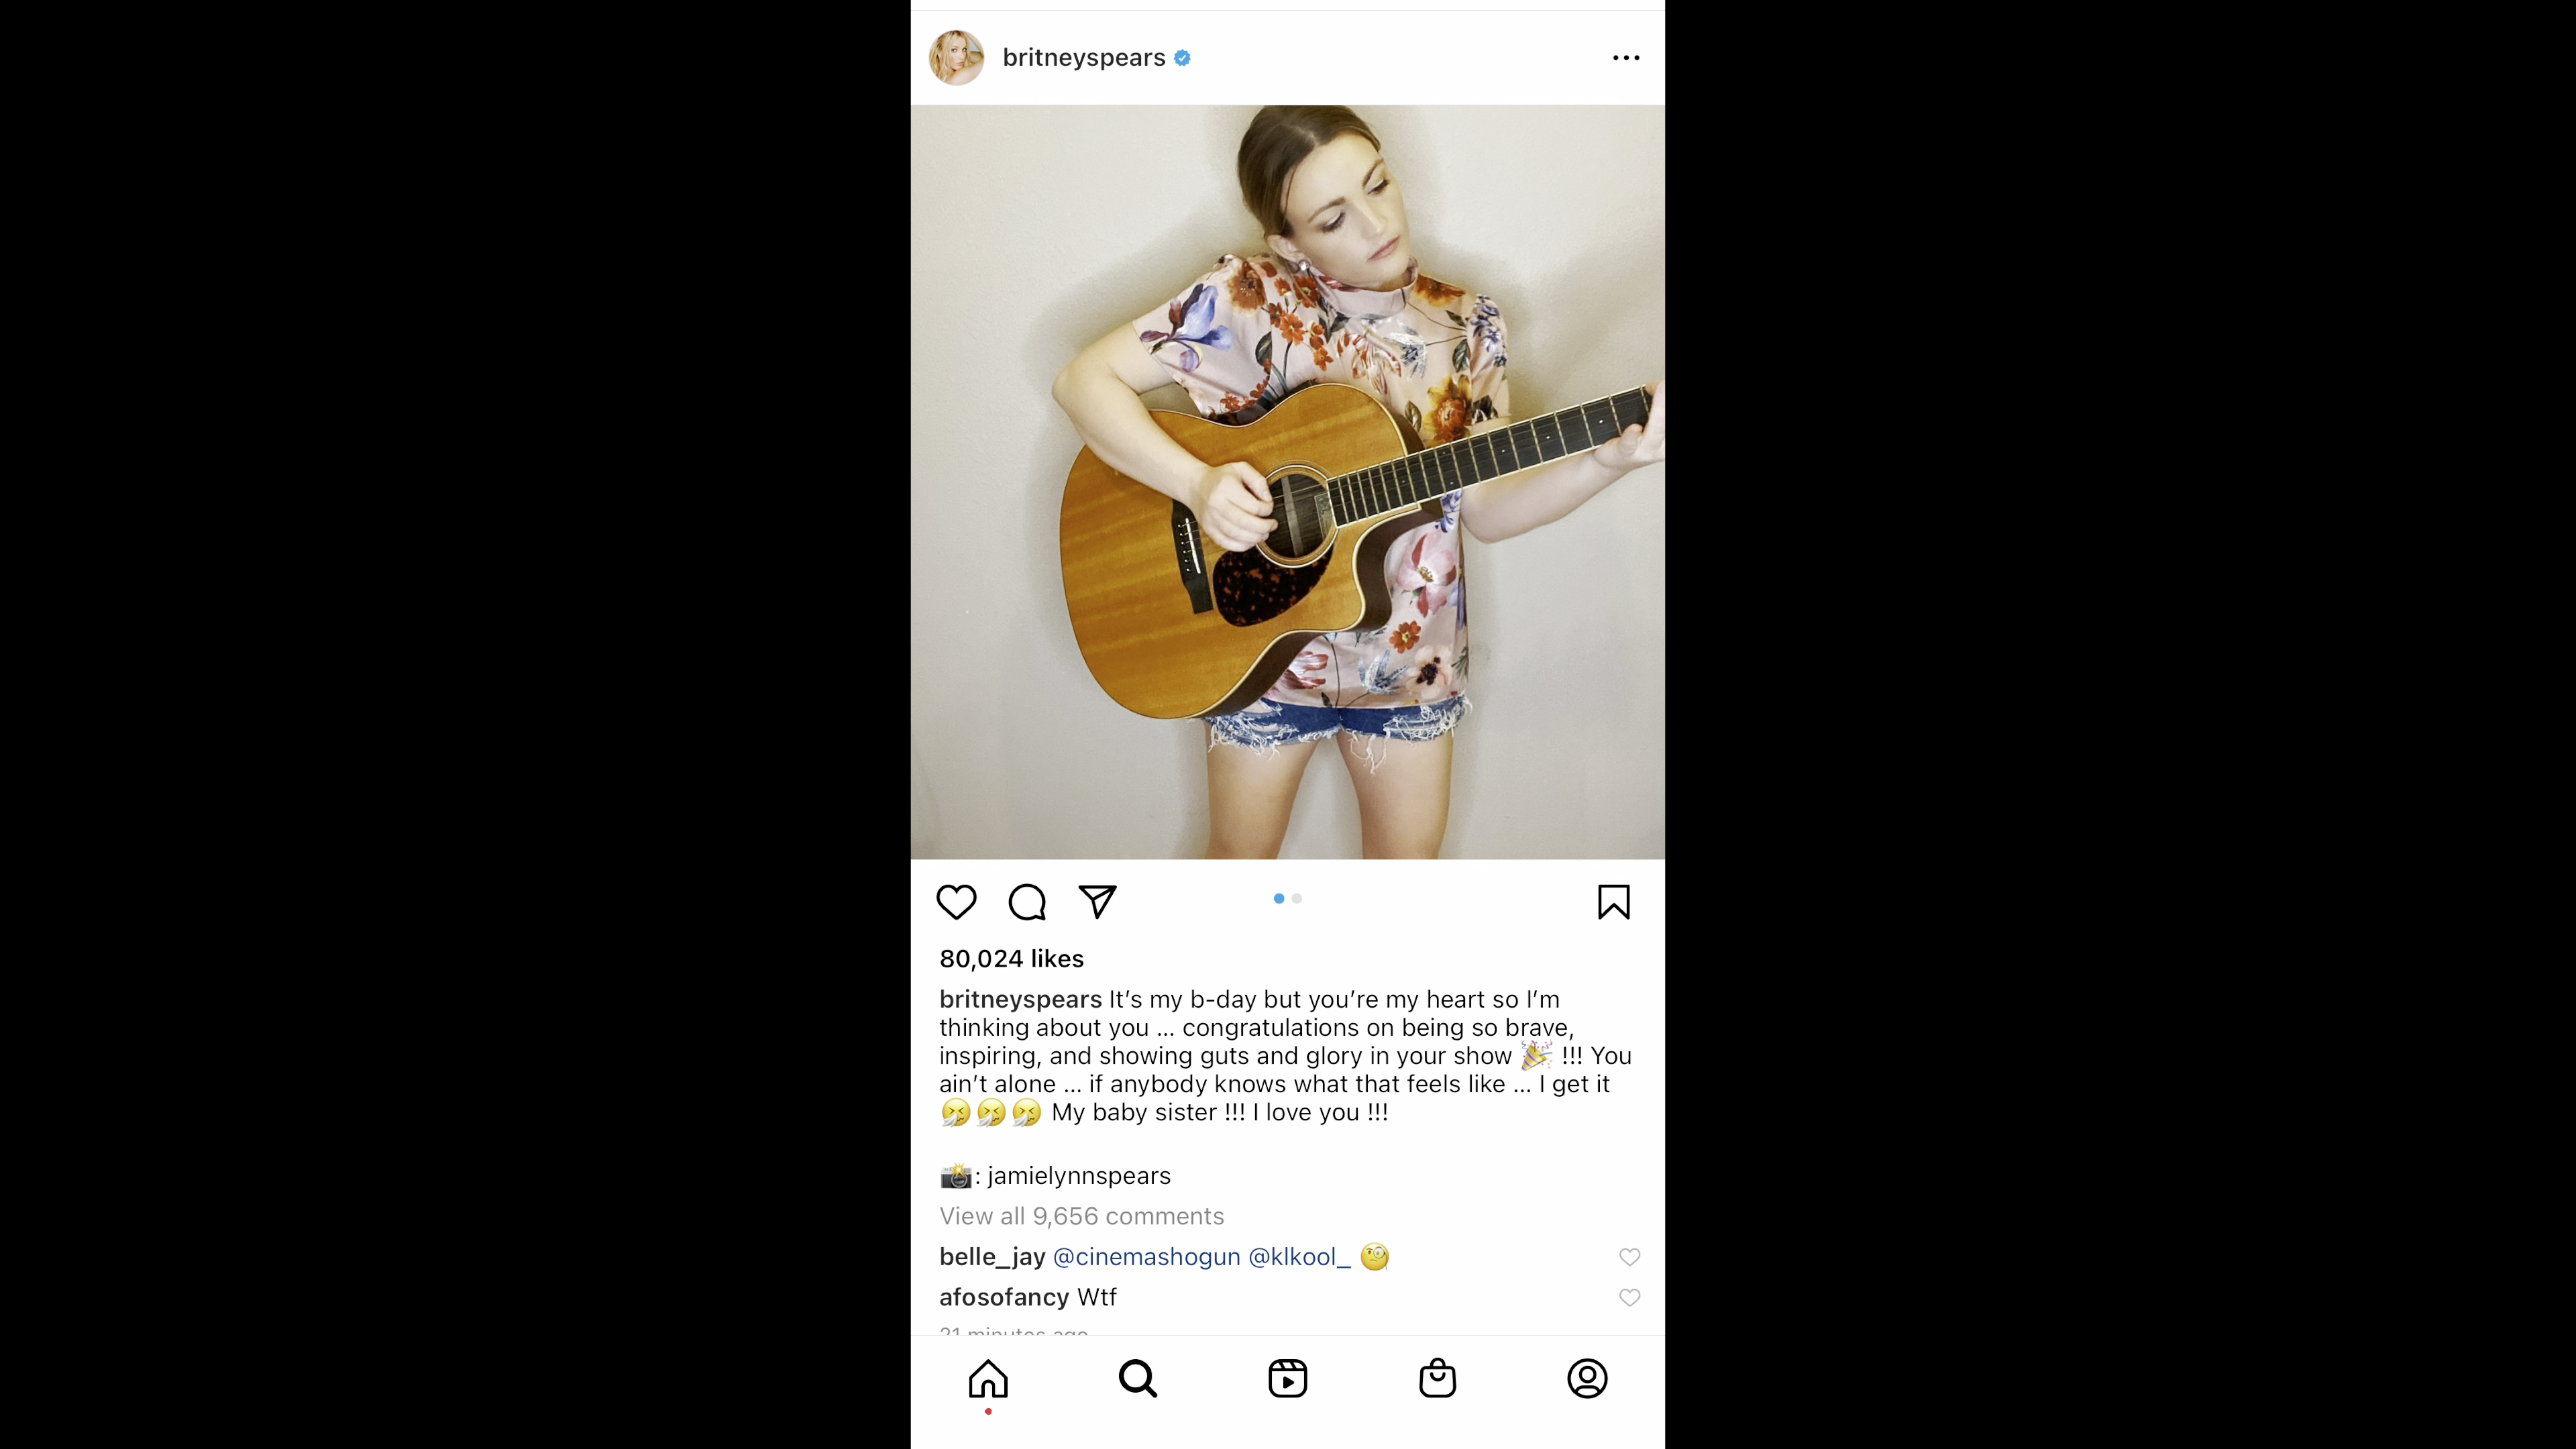 britneyspears
80,024 likes
britneyspears It’s my b-day but you’re my heart so I’m
thinking about you ... congratulations on being so brave,
inspiring, and showing guts and glory in your show 🎉 !!! You
ain’t alone ... if anybody knows what that feels like ... I get it
🤧🤧🤧 My baby sister !!! I love you !!!
📸: jamielynnspears
View all 9,656 comments
belle_jay @cinemashogun @klkool_ 🧐
afosofancy Wtf
21 minutes ago